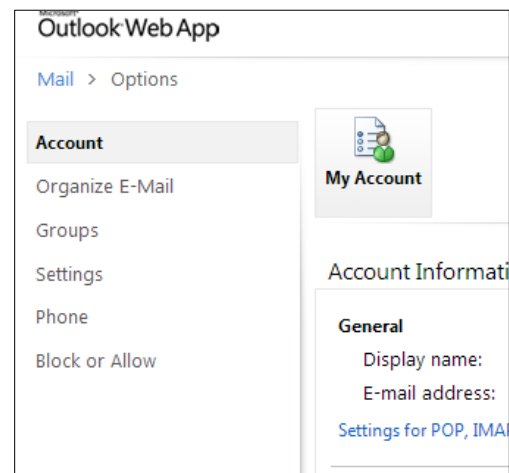 Microsoft®
Outlook Web App
Mail > Options
Account
Organize E-Mail
Groups
Settings
Phone
Block or Allow
My Account
Account Informati
General
Display name:
E-mail address:
Settings for POP, IMA